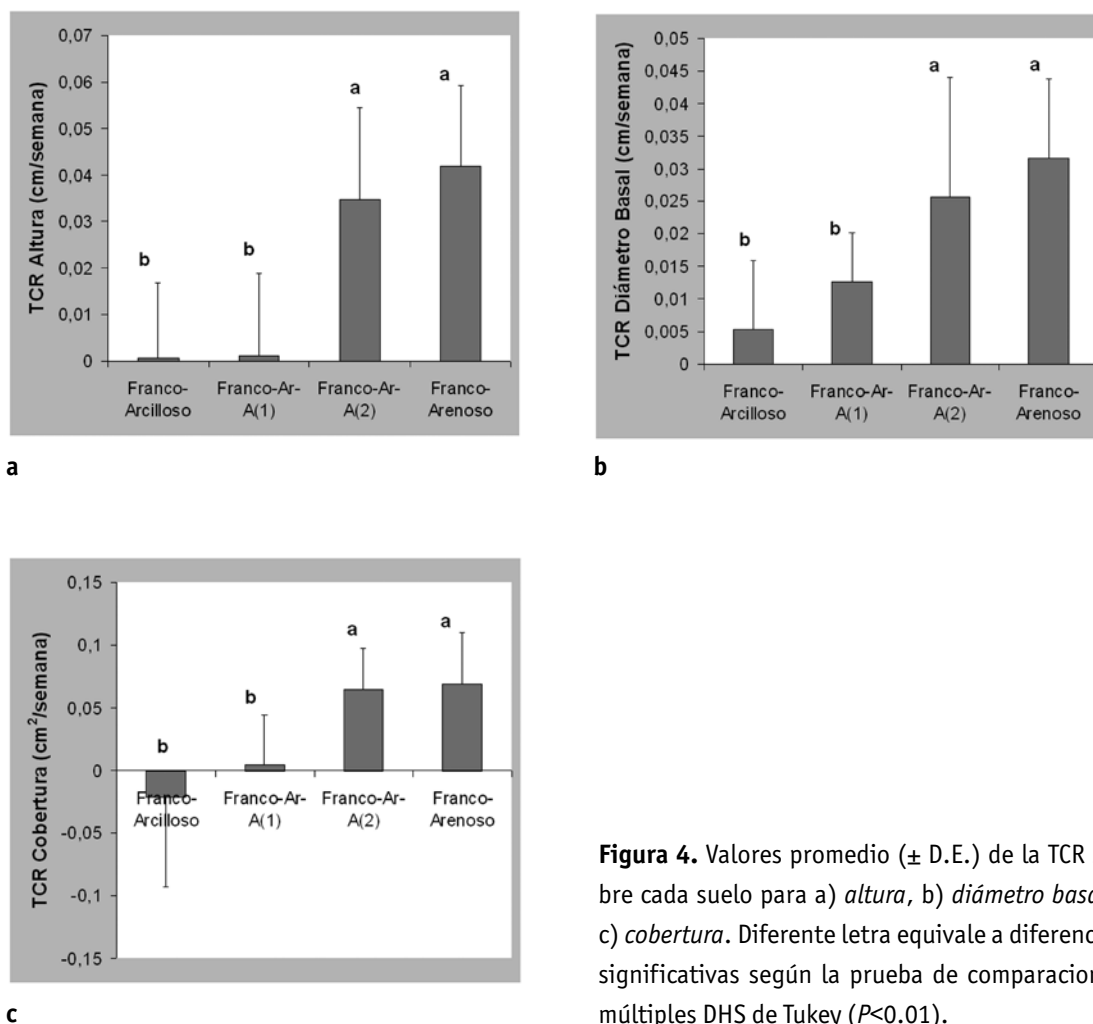 0,07
0,06
0,05
0,04
0,03
0,02
0,01
0
TCR Altura (cm/semana)
b
b
a
a
Franco-
Arcilloso
Franco-Ar-
A(1)
Franco-Ar-
A(2)
Franco-
Arenoso
a
0,05
0,045
0,04
0,035
0,03
0,025
0,02
0,015
0,01
0,005
0
TCR Diámetro Basal (cm/semana)
b
b
a
a
Franco-
Arcilloso
Franco-Ar-
A(1)
Franco-Ar-
A(2)
Franco-
Arenoso
b
0,15
0,1
0,05
0
-0,05
-0,1
-0,15
TCR Cobertura (cm²/semana)
b
b
a
a
Franco-
Arcilloso
Franco-Ar-
A(1)
Franco-Ar-
A(2)
Franco-
Arenoso
c
Figura 4. Valores promedio (± D.E.) de la TCR
bre cada suelo para a) altura, b) diámetro
c) cobertura. Diferente letra equivale a
significativas según la prueba de
múltiples DHS de Tukey (P<0.01).